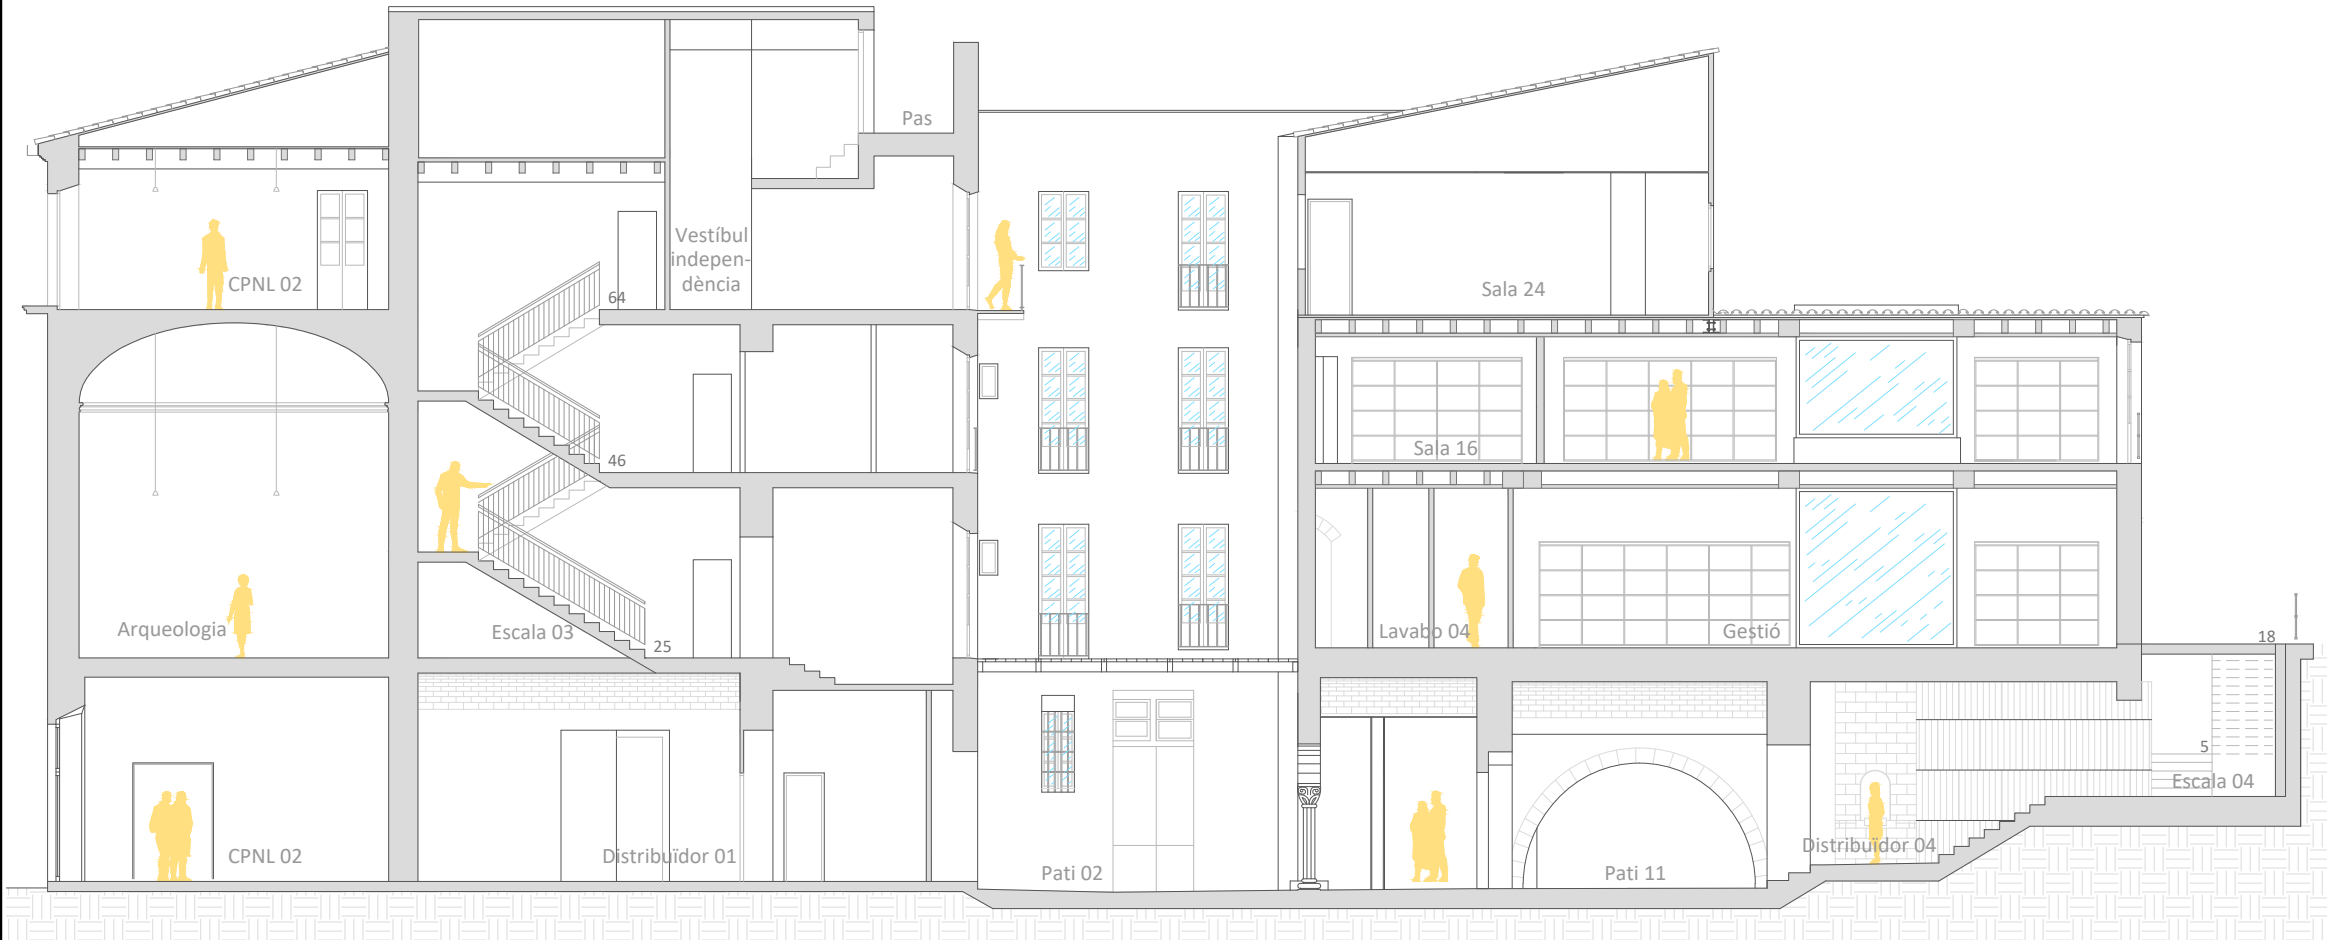 Pas
Vestíbul
indepen-
dència
CPNL 02
64
Sala 24
46
Sala 16
Arqueologia
Escala 03
25
Lavabo 04
Gestió
18
5
Escala 04
CPNL 02
Distribuïdor 01
Pati 02
Pati 11
Distribuïdor 04